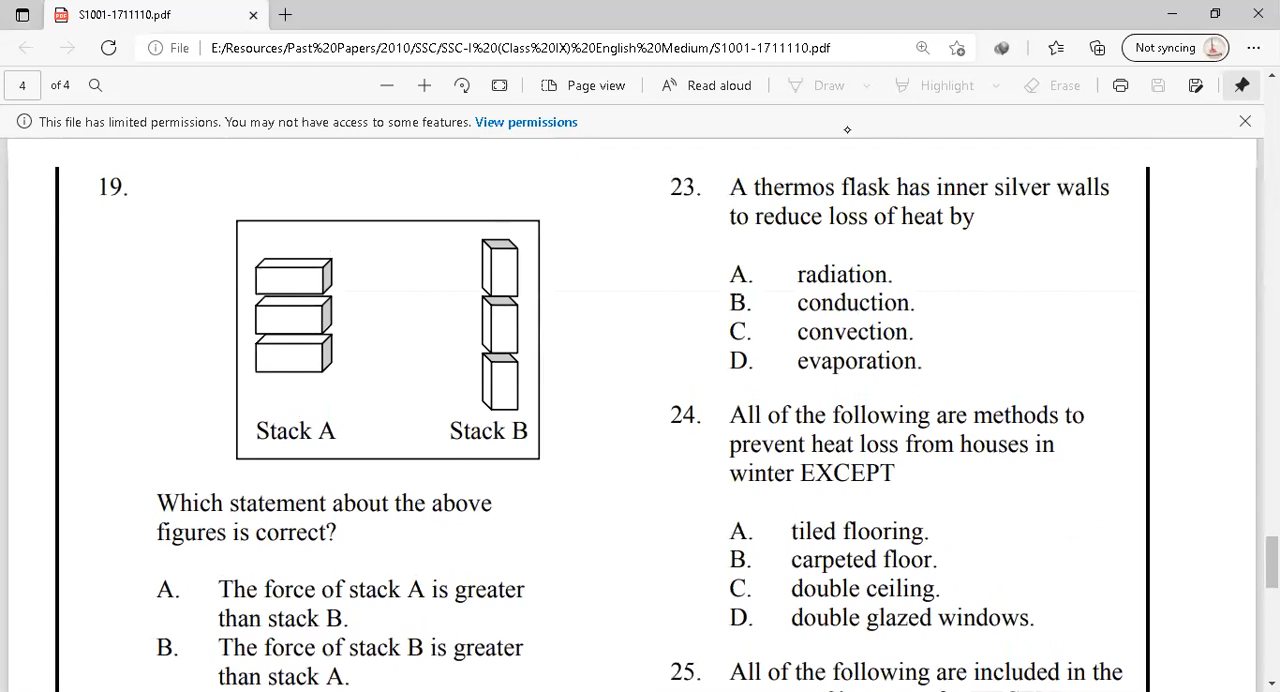 S1001-1711110.pdf
File
E:/Resources/Past%20Papers/2010/SSC/SSC-I%20(Class%20IX)%20English%20Medium/S1001-1711110.pdf
Not syncing
4 of 4
Page view
Read aloud
Draw
Highlight
Erase
This file has limited permissions. You may not have access to some features. View permissions
19.
Stack A Stack B
Which statement about the above
figures is correct?
A. The force of stack A is greater
than stack B.
B. The force of stack B is greater
than stack A.
23. A thermos flask has inner silver walls
to reduce loss of heat by
A. radiation.
B. conduction.
C. convection.
D. evaporation.
24. All of the following are methods to
prevent heat loss from houses in
winter EXCEPT
A. tiled flooring.
B. carpeted floor.
C. double ceiling.
D. double glazed windows.
25. All of the following are included in the